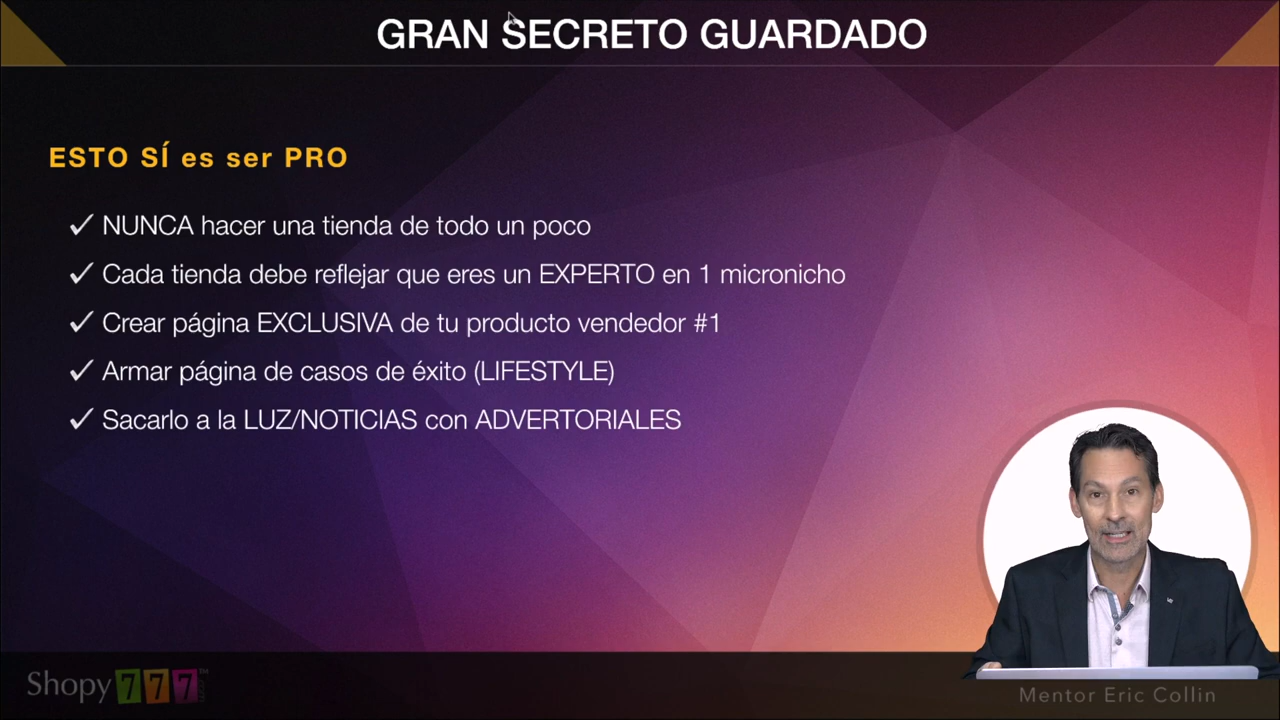 GRAN SECRETO GUARDADO
ESTO SÍ es ser PRO
✓ NUNCA hacer una tienda de todo un poco
✓ Cada tienda debe reflejar que eres un EXPERTO en 1 micronicho
✓ Crear página EXCLUSIVA de tu producto vendedor #1
✓ Armar página de casos de éxito (LIFESTYLE)
✓ Sacarlo a la LUZ/NOTICIAS con ADVERTORIALES
Shopy 777™
Mentor Eric Collin